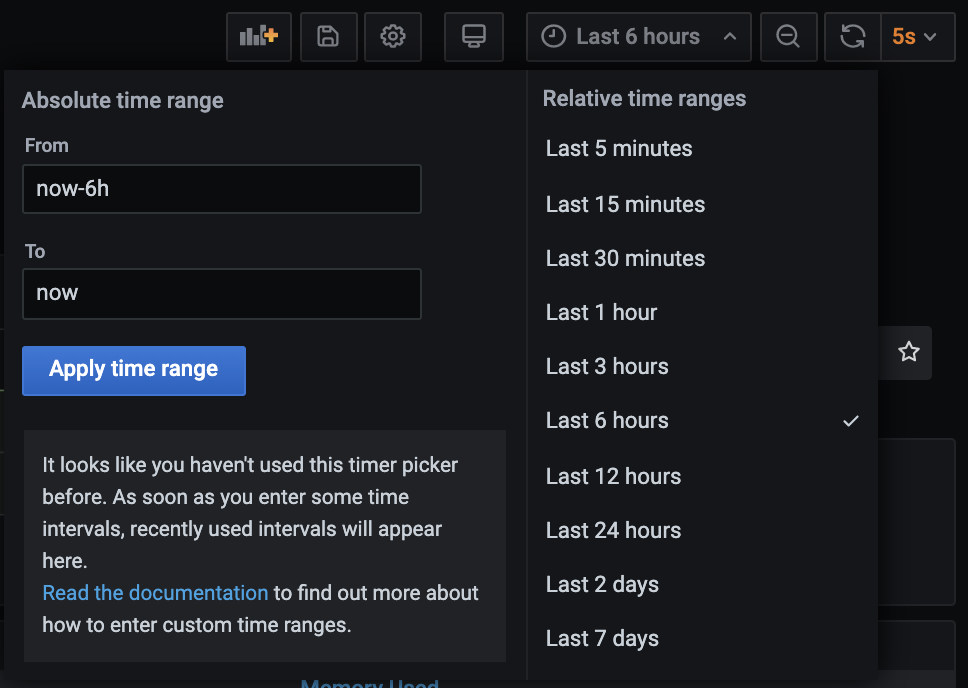 Last 6 hours
5s
Absolute time range
From
now-6h
To
now
Apply time range
It looks like you haven't used this timer picker
before. As soon as you enter some time
intervals, recently used intervals will appear
here.
Read the documentation to find out more about
how to enter custom time ranges.
Relative time ranges
Last 5 minutes
Last 15 minutes
Last 30 minutes
Last 1 hour
Last 3 hours
Last 6 hours
Last 12 hours
Last 24 hours
Last 2 days
Last 7 days
Memory Used